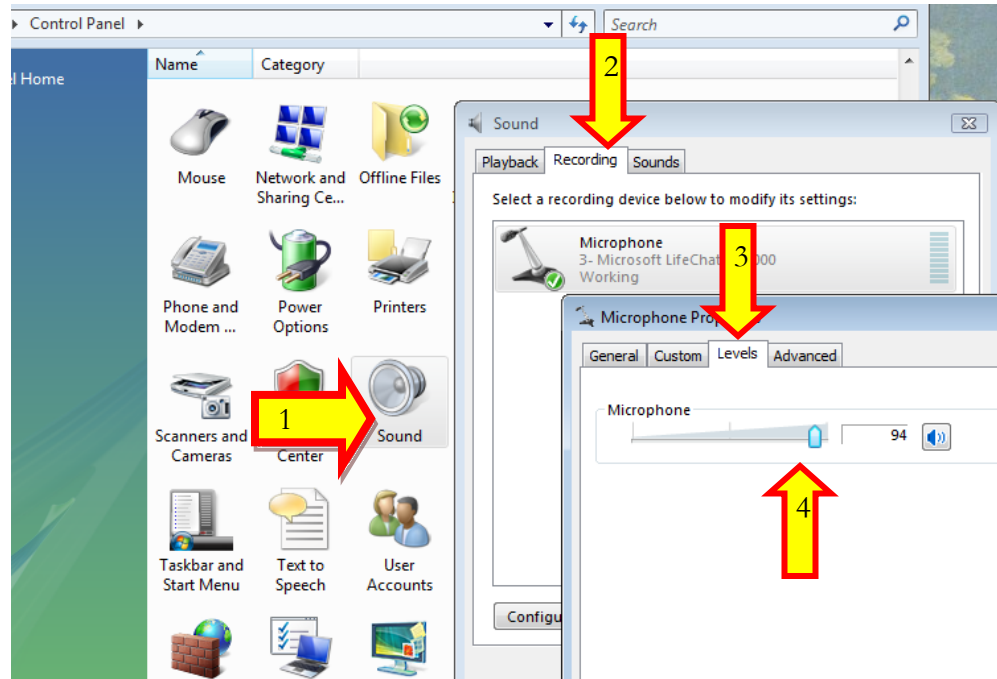 Control Panel
Search
el Home
Name Category
2
Sound
Playback Recording Sounds
Mouse
Network and
Sharing Ce...
Offline Files
Select a recording device below to modify its settings:
Microphone
3- Microsoft LifeChat 000
Working
3
Phone and
Modem ...
Power
Options
Printers
Microphone Pro
General Custom Levels Advanced
1
Scanners and
Cameras
Center
Sound
Microphone
94
4
Taskbar and
Start Menu
Text to
Speech
User
Accounts
Configu